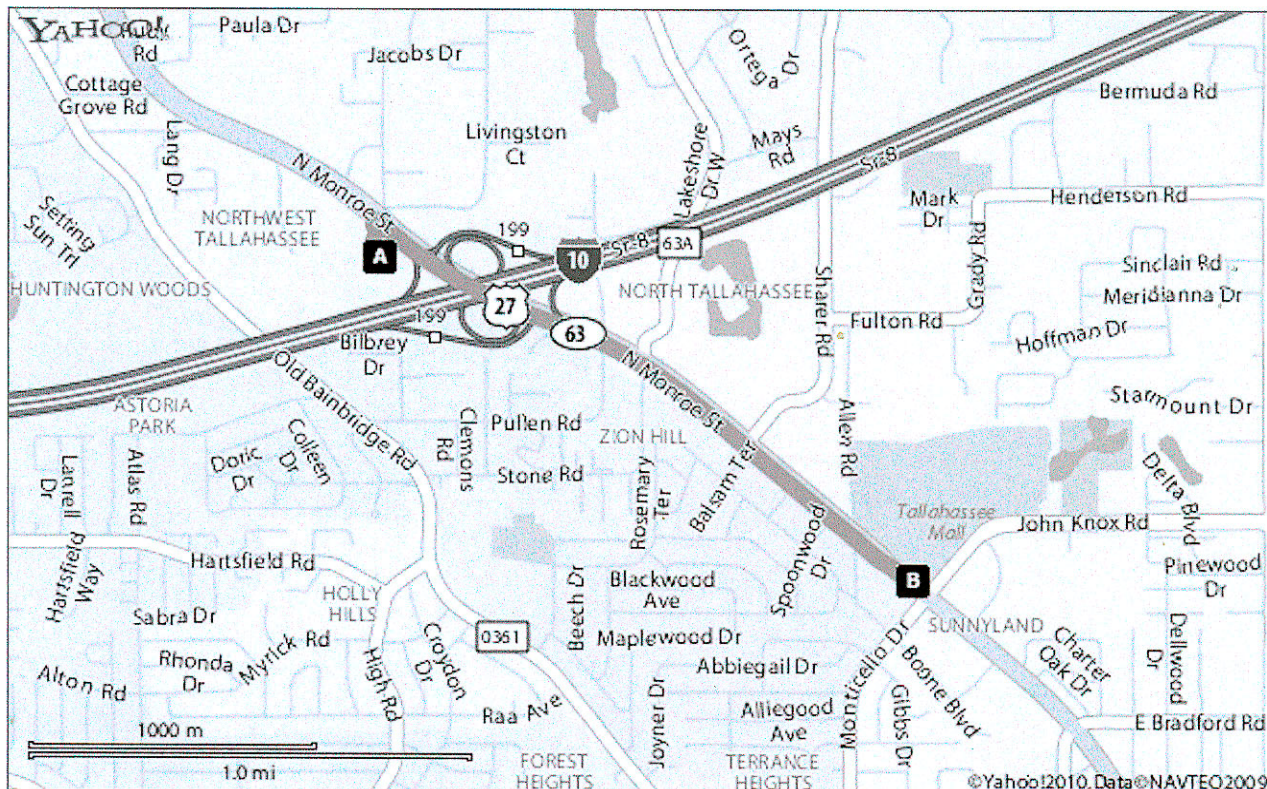 YAHOO!
Rudy
Rd
Paula Dr
Jacobs Dr
Ortega
Dr
Cottage
Grove Rd
Bermuda Rd
Livingston
Ct
Lang Dr
Mays
Rd
Lakeshore
Dr W
Sr-8
N Monroe St
Mark
Dr
Henderson Rd
Setting
Sun Trl
NORTHWEST
TALLAHASSEE
A
199
Sr-8
10
63A
Grady Rd
Sinclair Rd
HUNTINGTON WOODS
NORTH TALLAHASSEE
Sharer Rd
Meridianna Dr
27
199
63
Fulton Rd
Hoffman Dr
Bilbrey
Dr
Old Bainbridge Rd
N Monroe St
ASTORIA
PARK
Starmount Dr
Clemons
Rd
Pullen Rd
ZION HILL
Allen Rd
Laurell
Dr
Atlas Rd
Doric
Dr
Colleen
Dr
Stone Rd
Rosemary
Ter
Balsam Ter
Tallahassee
Mall
Delta Blvd
John Knox Rd
Hartsfield
Way
Hartsfield Rd
Spoonwood
Dr
B
Pinewood
Dr
HOLLY
HILLS
Beech Dr
Blackwood
Ave
Sabra Dr
Myrick Rd
0361
Maplewood Dr
SUNNYLAND
Charter
Oak Dr
Dellwood
Dr
Alton Rd
Rhonda
Dr
High Rd
Croydon
Dr
Raa Ave
Joyner Dr
Abbiegail Dr
Monticello Dr
Boone Blvd
Gibbs Dr
Alliegood
Ave
E Bradford Rd
1000 m
1.0 mi
FOREST
HEIGHTS
TERRANCE
HEIGHTS
©Yahoo!2010, Data©NAVTEQ2009